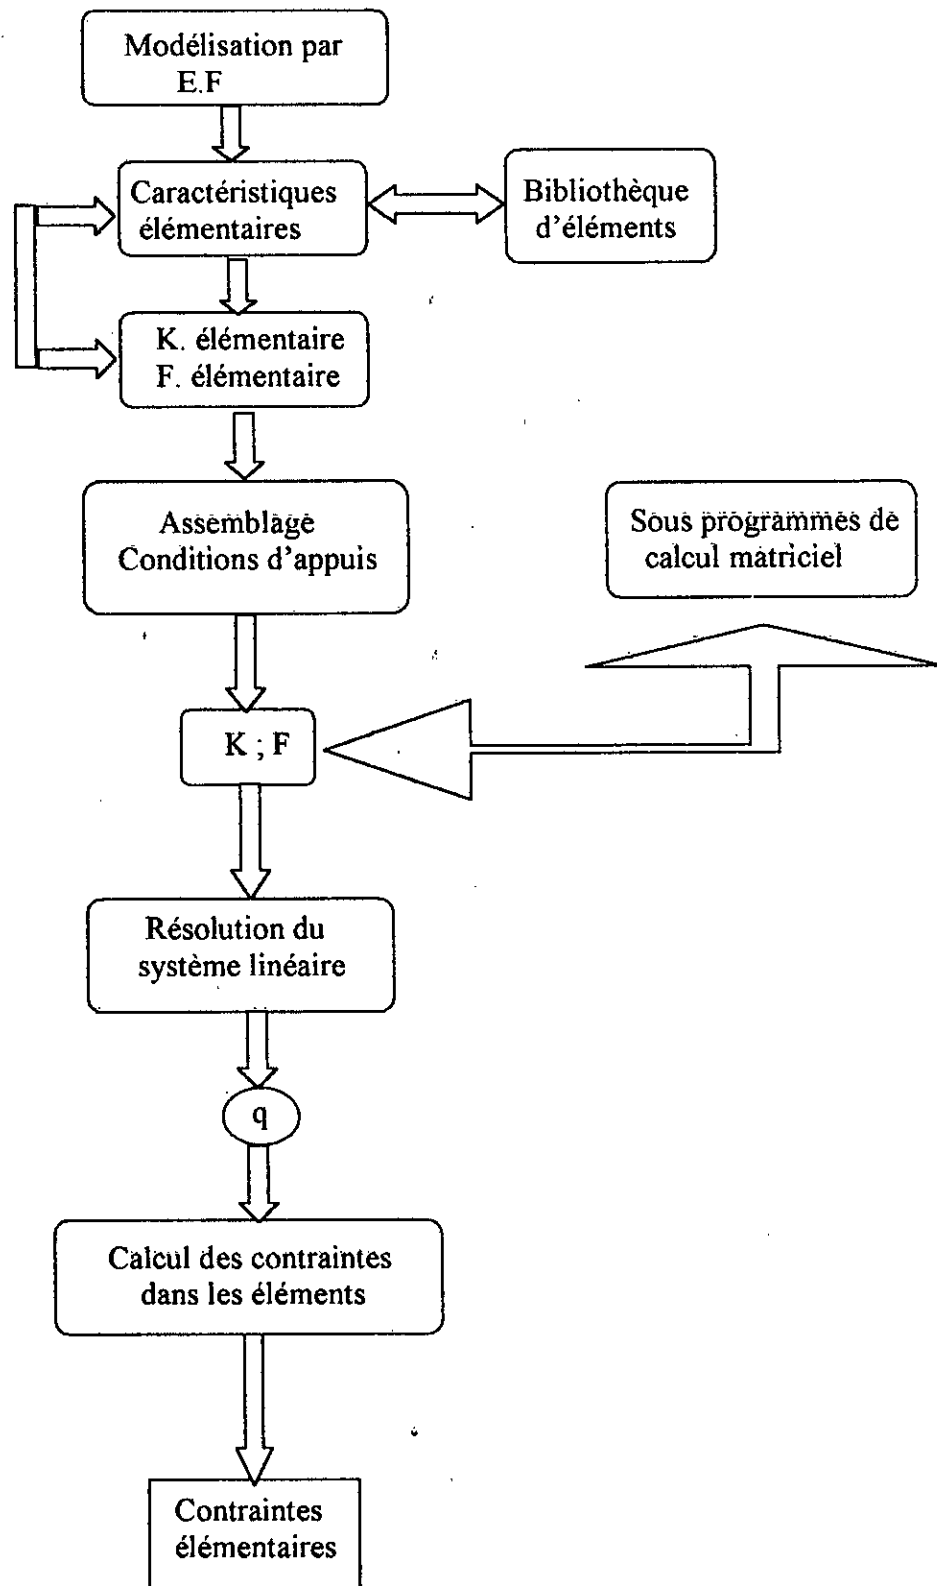 Modélisation par
E.F
Caractéristiques
élémentaires
Bibliothèque
d'éléments
K. élémentaire
F. élémentaire
Assemblage
Conditions d'appuis
Sous programmes de
calcul matriciel
K ; F
Résolution du
système linéaire
q
Calcul des contraintes
dans les éléments
Contraintes
élémentaires